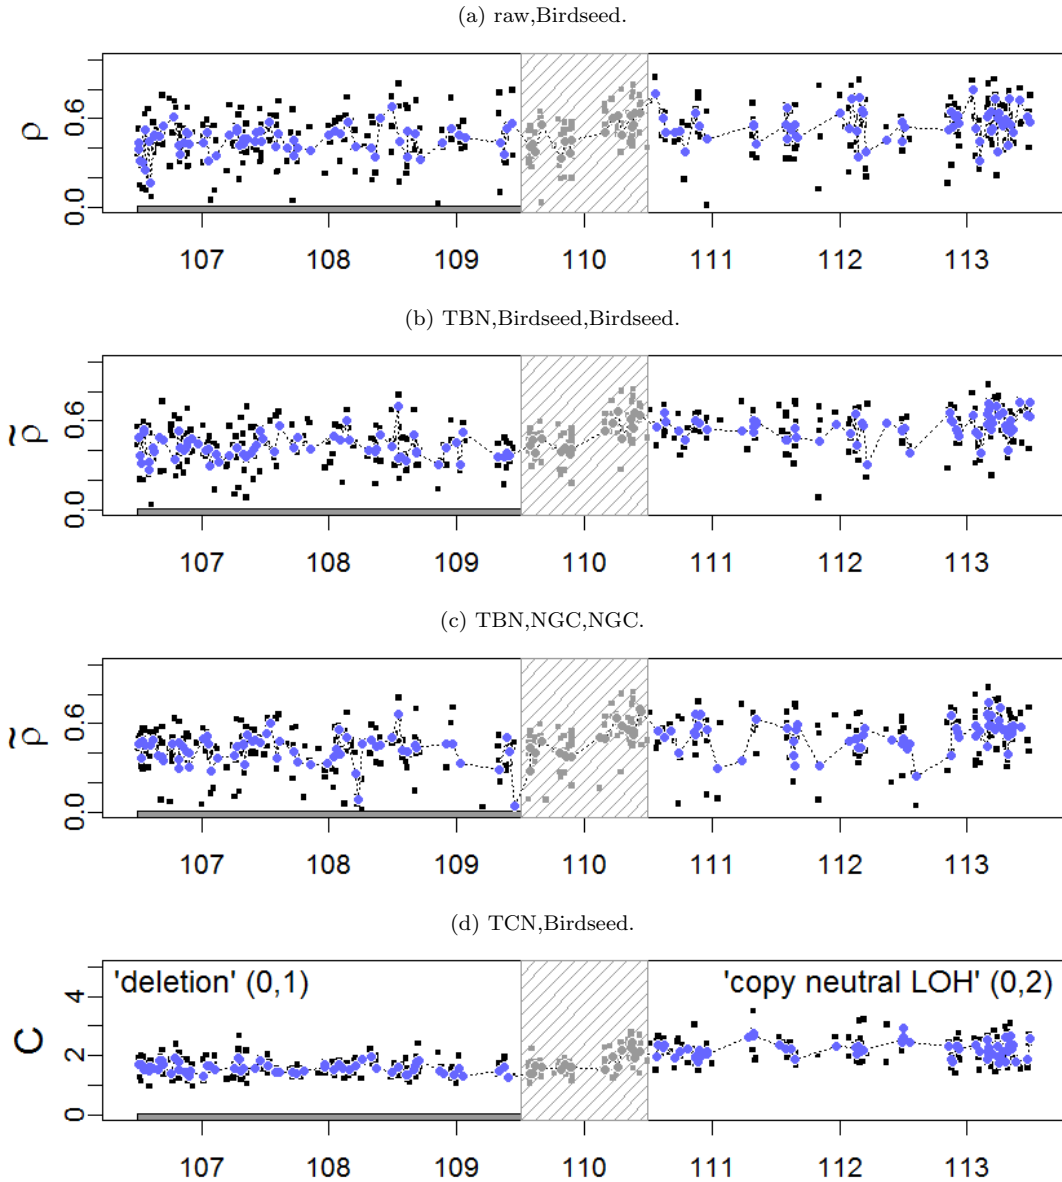 (a) raw,Birdseed.
ρ
0.0 0.6
107 108 109 110 111 112 113
(b) TBN,Birdseed,Birdseed.
ρ̃
0.0 0.6
107 108 109 110 111 112 113
(c) TBN,NGC,NGC.
ρ̃
0.0 0.6
107 108 109 110 111 112 113
(d) TCN,Birdseed.
'deletion' (0,1) 'copy neutral LOH' (0,2)
C
0 2 4
107 108 109 110 111 112 113